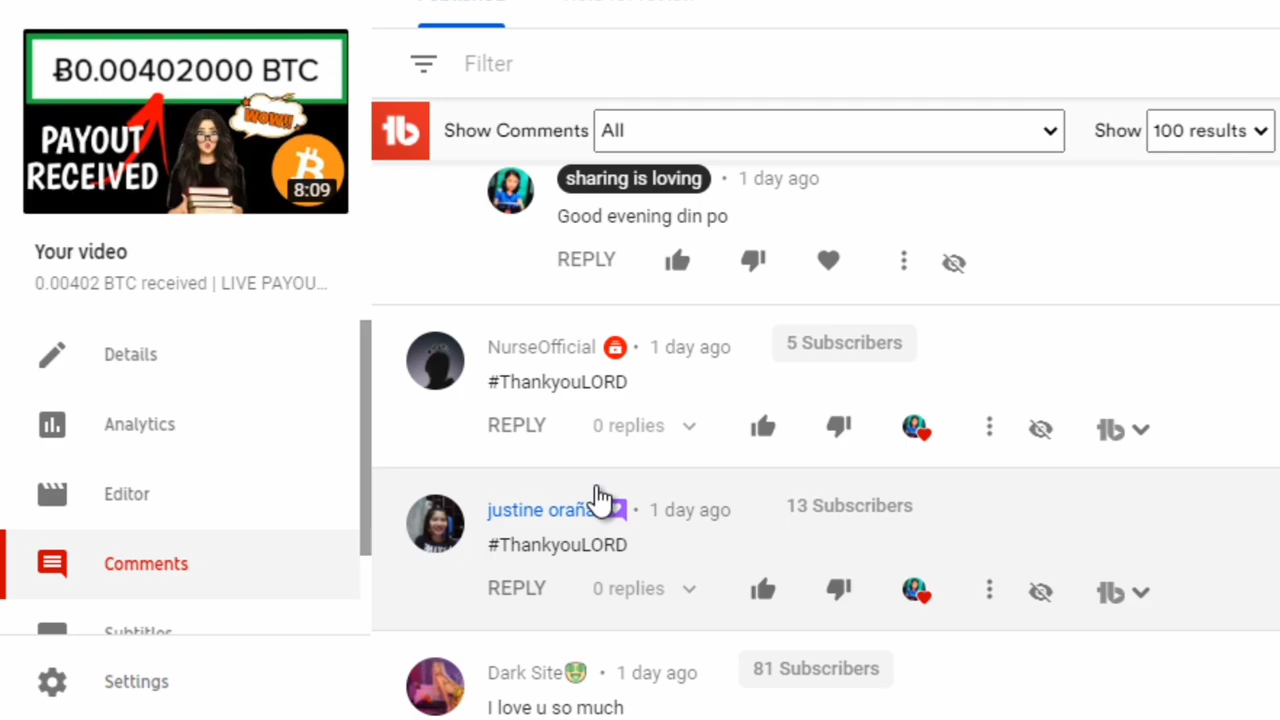 Filter
Show Comments All Show 100 results
₿0.00402000 BTC
WOW!!
PAYOUT
RECEIVED
8:09
Your video
0.00402 BTC received | LIVE PAYOU...
Details
Analytics
Editor
Comments
Subtitles
Settings
sharing is loving • 1 day ago
Good evening din po
REPLY
NurseOfficial • 1 day ago 5 Subscribers
#ThankyouLORD
REPLY 0 replies
justine • 1 day ago 13 Subscribers
#ThankyouLORD
REPLY 0 replies
Dark Site • 1 day ago 81 Subscribers
I love u so much